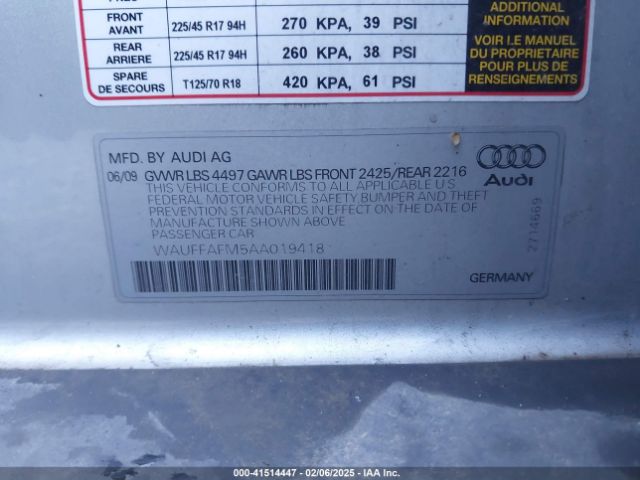 ADDITIONAL
INFORMATION
FRONT
AVANT
225/45 R17 94H
270 KPA, 39 PSI
REAR
ARRIERE
225/45 R17 94H
260 KPA, 38 PSI
SPARE
DE SECOURS
T125/70 R18
420 KPA, 61 PSI
VOIR LE MANUEL
DU PROPRIETAIRE
POUR PLUS DE
RENSEIGNEMENTS
MFD. BY AUDI AG
06/09 GVWR LBS 4497 GAWR LBS FRONT 2425/REAR 2216
THIS VEHICLE CONFORMS TO ALL APPLICABLE U S
FEDERAL MOTOR VEHICLE SAFETY BUMPER AND THEFT
PREVENTION STANDARDS IN EFFECT ON THE DATE OF
MANUFACTURE SHOWN ABOVE
PASSENGER CAR
WAUFFAFM5AA019418
Audi
2714669
GERMANY
000-41514447 - 02/06/2025 - IAA, Inc.